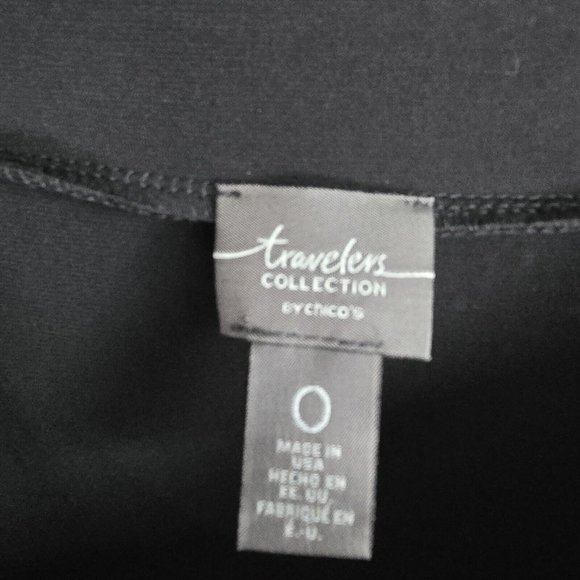 travelers
COLLECTION
BY CHICO'S
0
MADE IN
USA
HECHO EN
EE. UU.
FABRIQUÉ EN
É.-U.